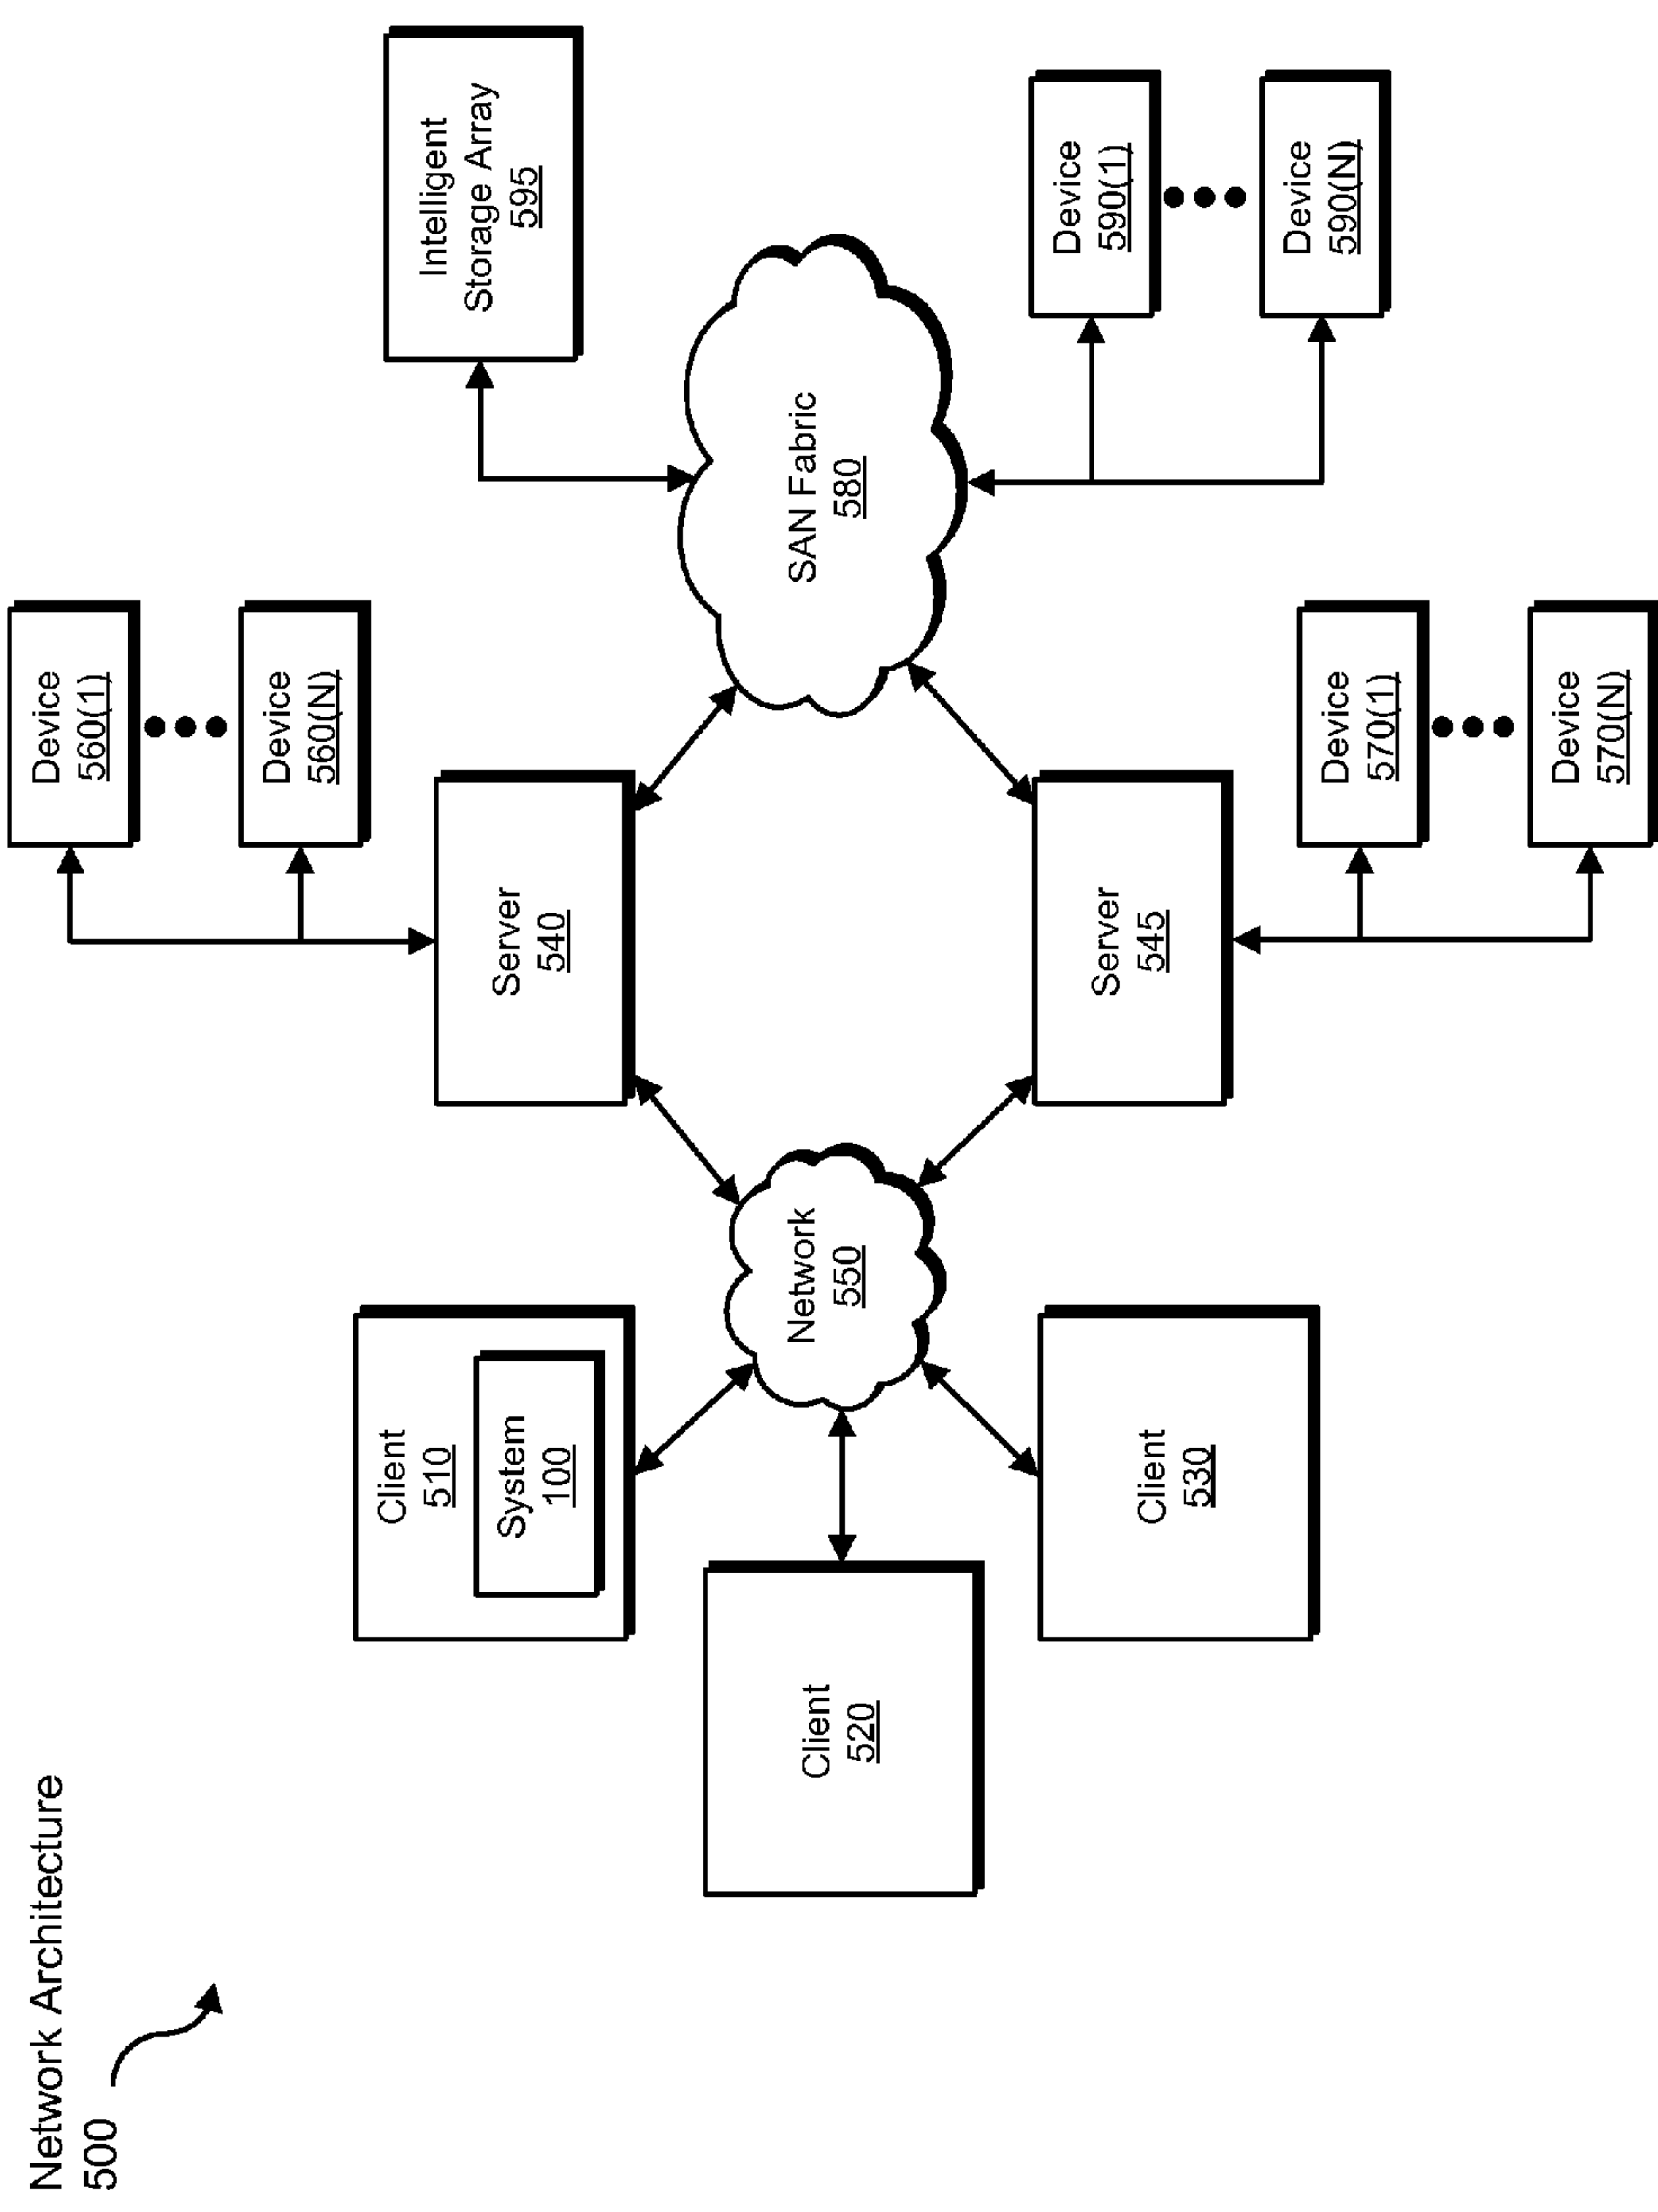 Network Architecture
500
Client
510
System
100
Client
520
Client
530
Network
550
Server
540
Server
545
Device
560(1)
Device
560(N)
Device
570(1)
Device
570(N)
SAN Fabric
580
Intelligent
Storage Array
595
Device
590(1)
Device
590(N)